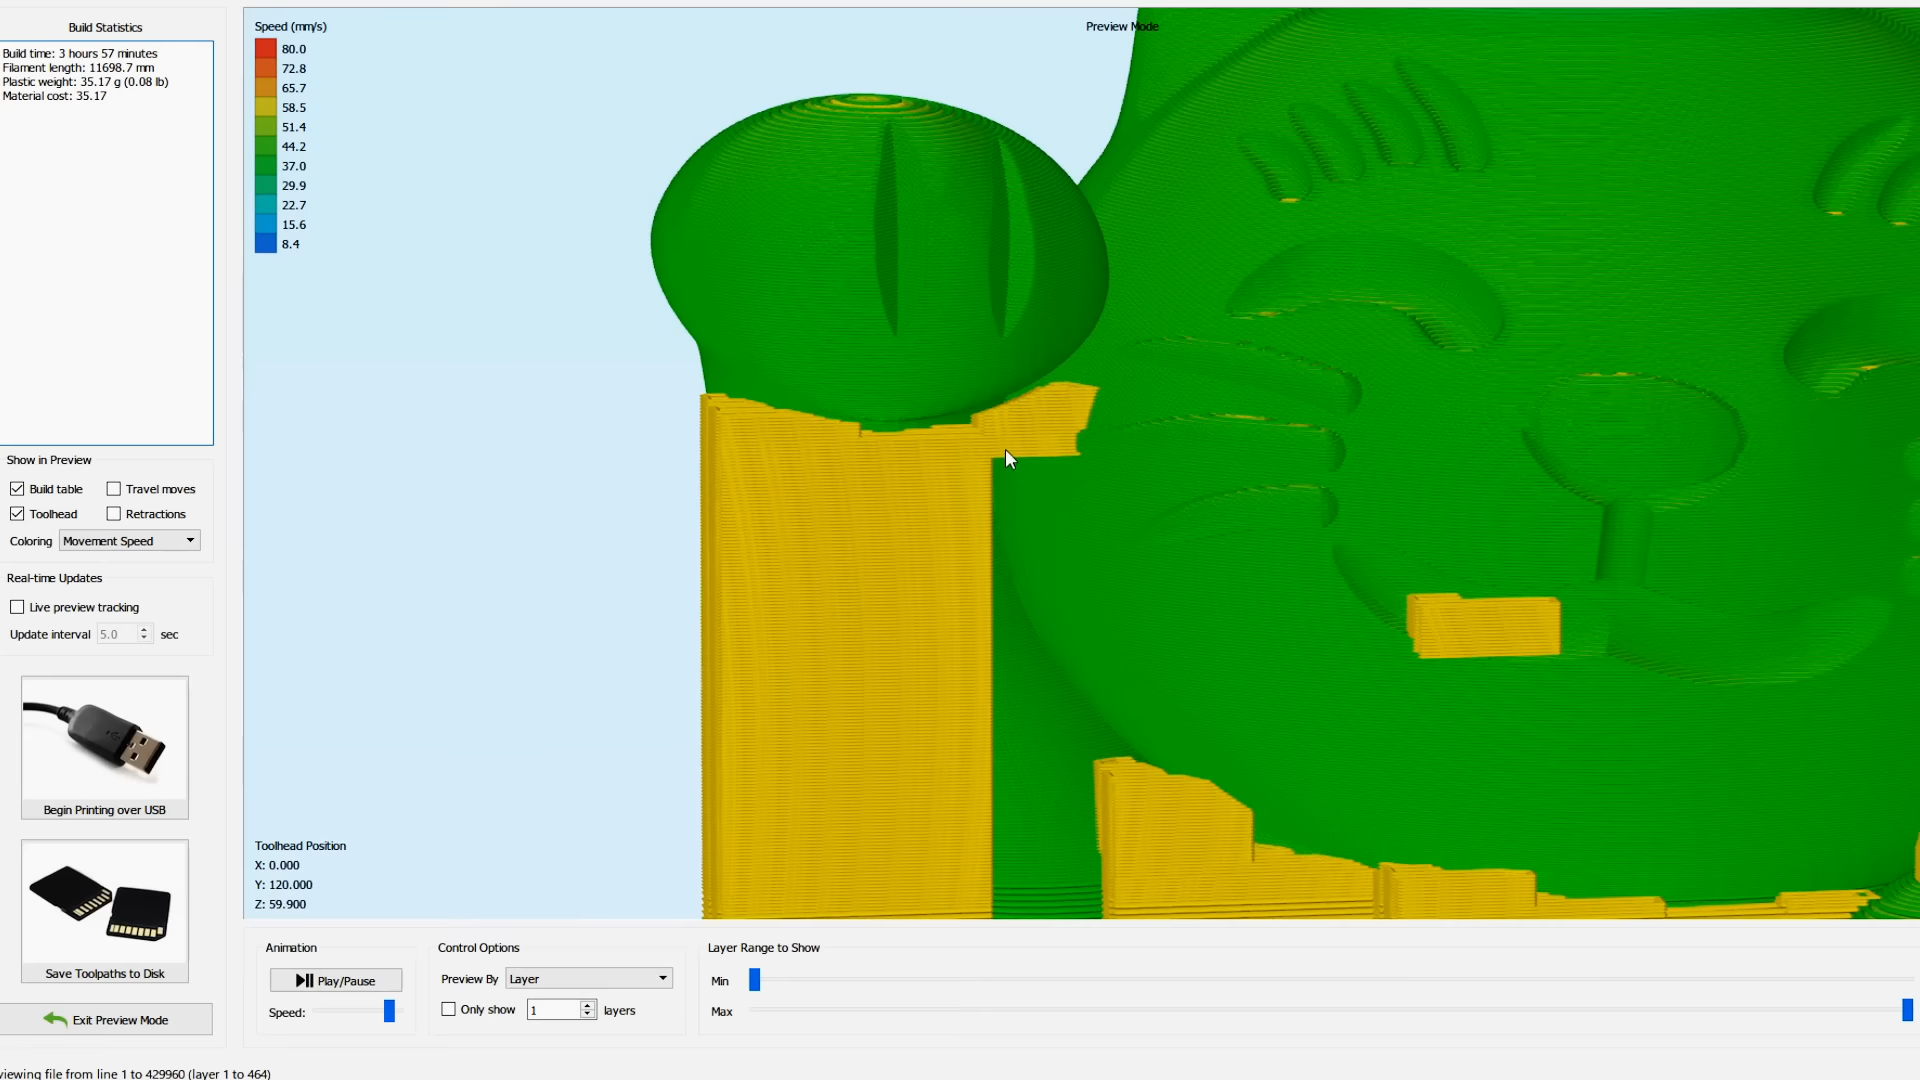 Build Statistics
Build time: 3 hours 57 minutes
Filament length: 11698.7 mm
Plastic weight: 35.17 g (0.08 lb)
Material cost: 35.17
Show in Preview
Build table
Travel moves
Toolhead
Retractions
Coloring Movement Speed
Real-time Updates
Live preview tracking
Update interval 5.0 sec
Begin Printing over USB
Save Toolpaths to Disk
Exit Preview Mode
Speed (mm/s)
80.0
72.8
65.7
58.5
51.4
44.2
37.0
29.9
22.7
15.6
8.4
Preview Mode
Toolhead Position
X: 0.000
Y: 120.000
Z: 59.900
Animation
Play/Pause
Speed:
Control Options
Preview By Layer
Only show 1 layers
Layer Range to Show
Min
Max
viewing file from line 1 to 429960 (layer 1 to 464)